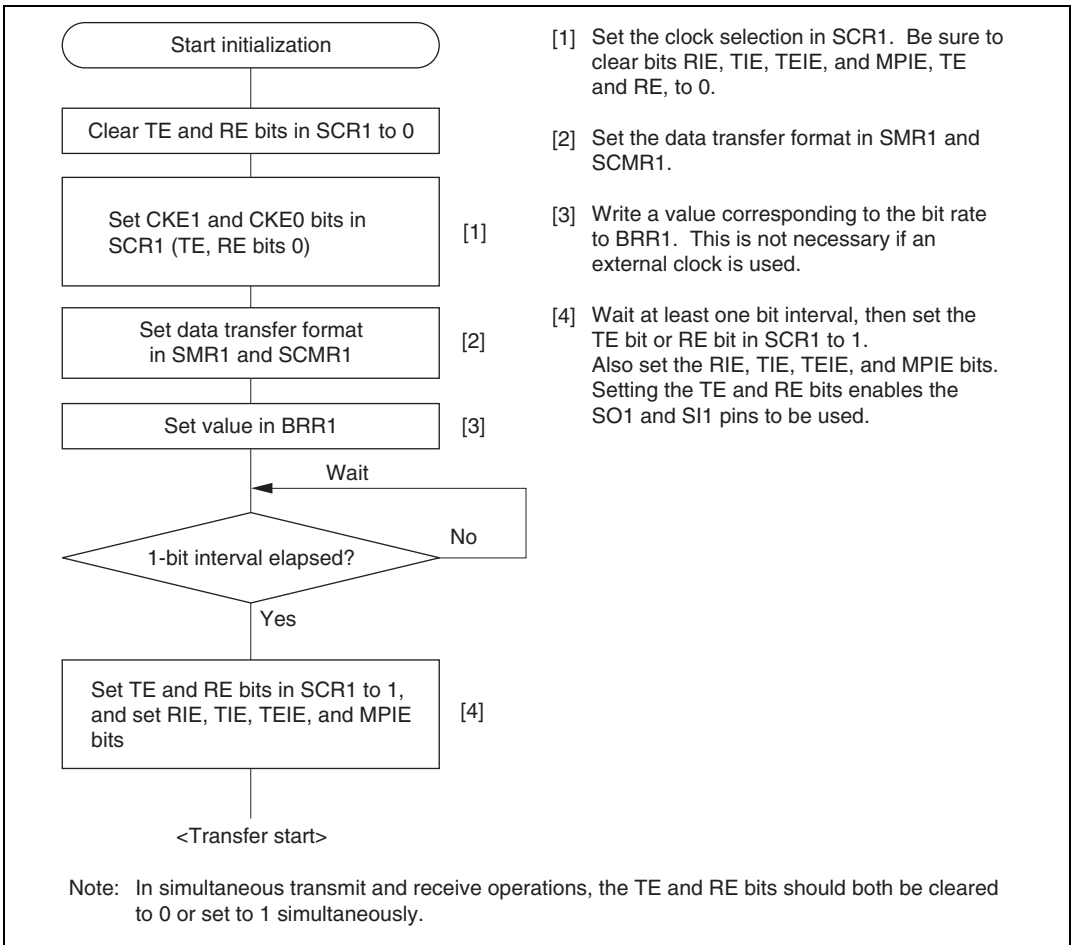 Start initialization
Clear TE and RE bits in SCR1 to 0
Set CKE1 and CKE0 bits in
SCR1 (TE, RE bits 0)
[1]
Set data transfer format
in SMR1 and SCMR1
[2]
Set value in BRR1
[3]
Wait
No
1-bit interval elapsed?
Yes
Set TE and RE bits in SCR1 to 1,
and set RIE, TIE, TEIE, and MPIE
bits
[4]
<Transfer start>
[1] Set the clock selection in SCR1. Be sure to
clear bits RIE, TIE, TEIE, and MPIE, TE
and RE, to 0.
[2] Set the data transfer format in SMR1 and
SCMR1.
[3] Write a value corresponding to the bit rate
to BRR1. This is not necessary if an
external clock is used.
[4] Wait at least one bit interval, then set the
TE bit or RE bit in SCR1 to 1.
Also set the RIE, TIE, TEIE, and MPIE bits.
Setting the TE and RE bits enables the
SO1 and SI1 pins to be used.
Note: In simultaneous transmit and receive operations, the TE and RE bits should both be cleared
to 0 or set to 1 simultaneously.